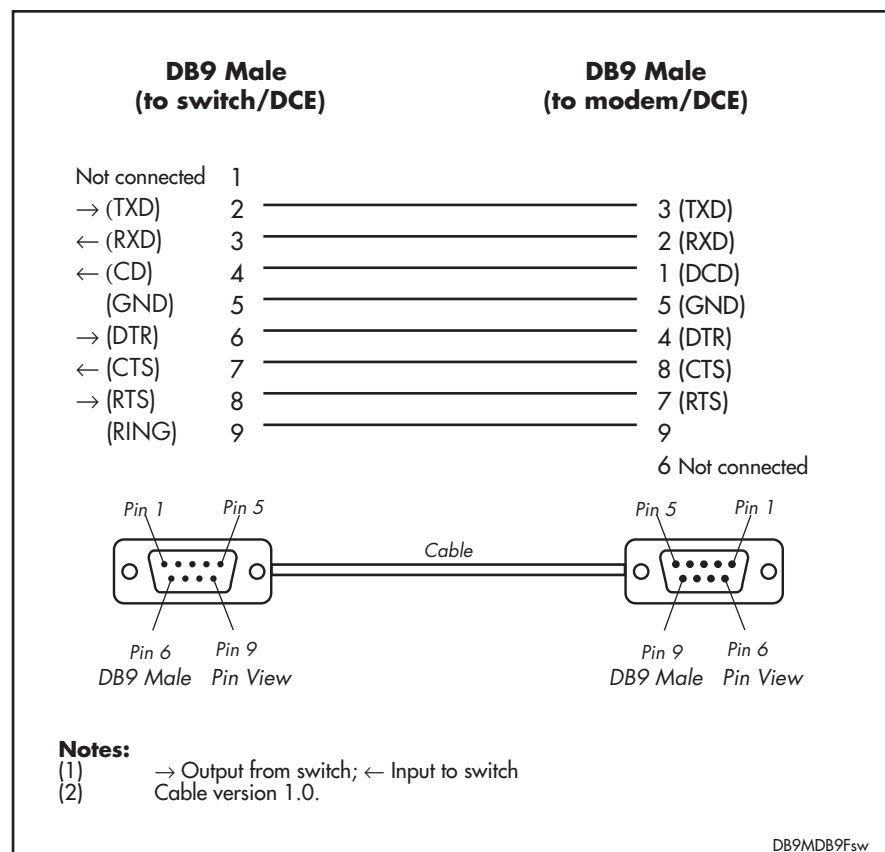 DB9 Male DB9 Male
(to switch/DCE) (to modem/DCE)
Not connected 1
→ (TXD) 2 3 (TXD)
← (RXD) 3 2 (RXD)
← (CD) 4 1 (DCD)
(GND) 5 5 (GND)
→ (DTR) 6 4 (DTR)
← (CTS) 7 8 (CTS)
→ (RTS) 8 7 (RTS)
(RING) 9 9
6 Not connected
Pin 1 Pin 5 Pin 5 Pin 1
Cable
Pin 6 Pin 9 Pin 9 Pin 6
DB9 Male Pin View DB9 Male Pin View
Notes:
(1) → Output from switch; ← Input to switch
(2) Cable version 1.0.
DB9MDB9Fsw